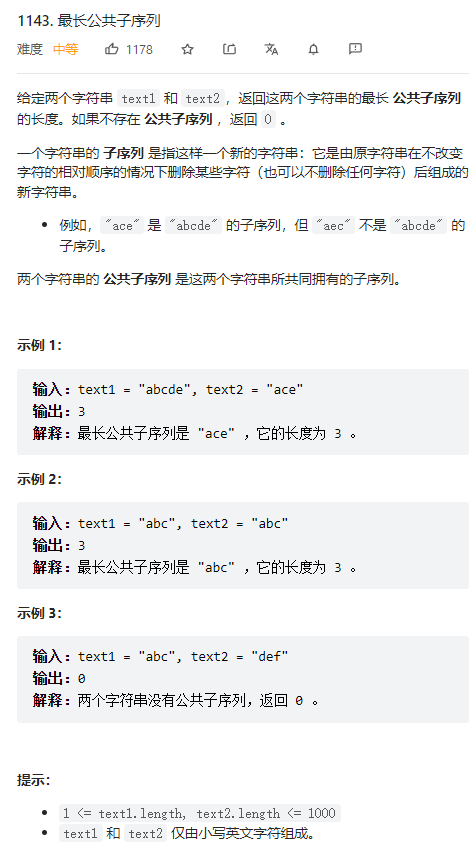 1143. 最长公共子序列
难度 中等 1178
给定两个字符串 text1 和 text2，返回这两个字符串的最长 公共子序列
的长度。如果不存在 公共子序列 ，返回 0 。
一个字符串的 子序列 是指这样一个新的字符串：它是由原字符串在不改变
字符的相对顺序的情况下删除某些字符（也可以不删除任何字符）后组成的
新字符串。
• 例如，"ace" 是 "abcde" 的子序列，但 "aec" 不是 "abcde" 的
子序列。
两个字符串的 公共子序列 是这两个字符串所共同拥有的子序列。
示例 1：
输入：text1 = "abcde", text2 = "ace"
输出：3
解释：最长公共子序列是 "ace" ，它的长度为 3 。
示例 2：
输入：text1 = "abc", text2 = "abc"
输出：3
解释：最长公共子序列是 "abc" ，它的长度为 3 。
示例 3：
输入：text1 = "abc", text2 = "def"
输出：0
解释：两个字符串没有公共子序列，返回 0 。
提示：
• 1 <= text1.length, text2.length <= 1000
• text1 和 text2 仅由小写英文字符组成。